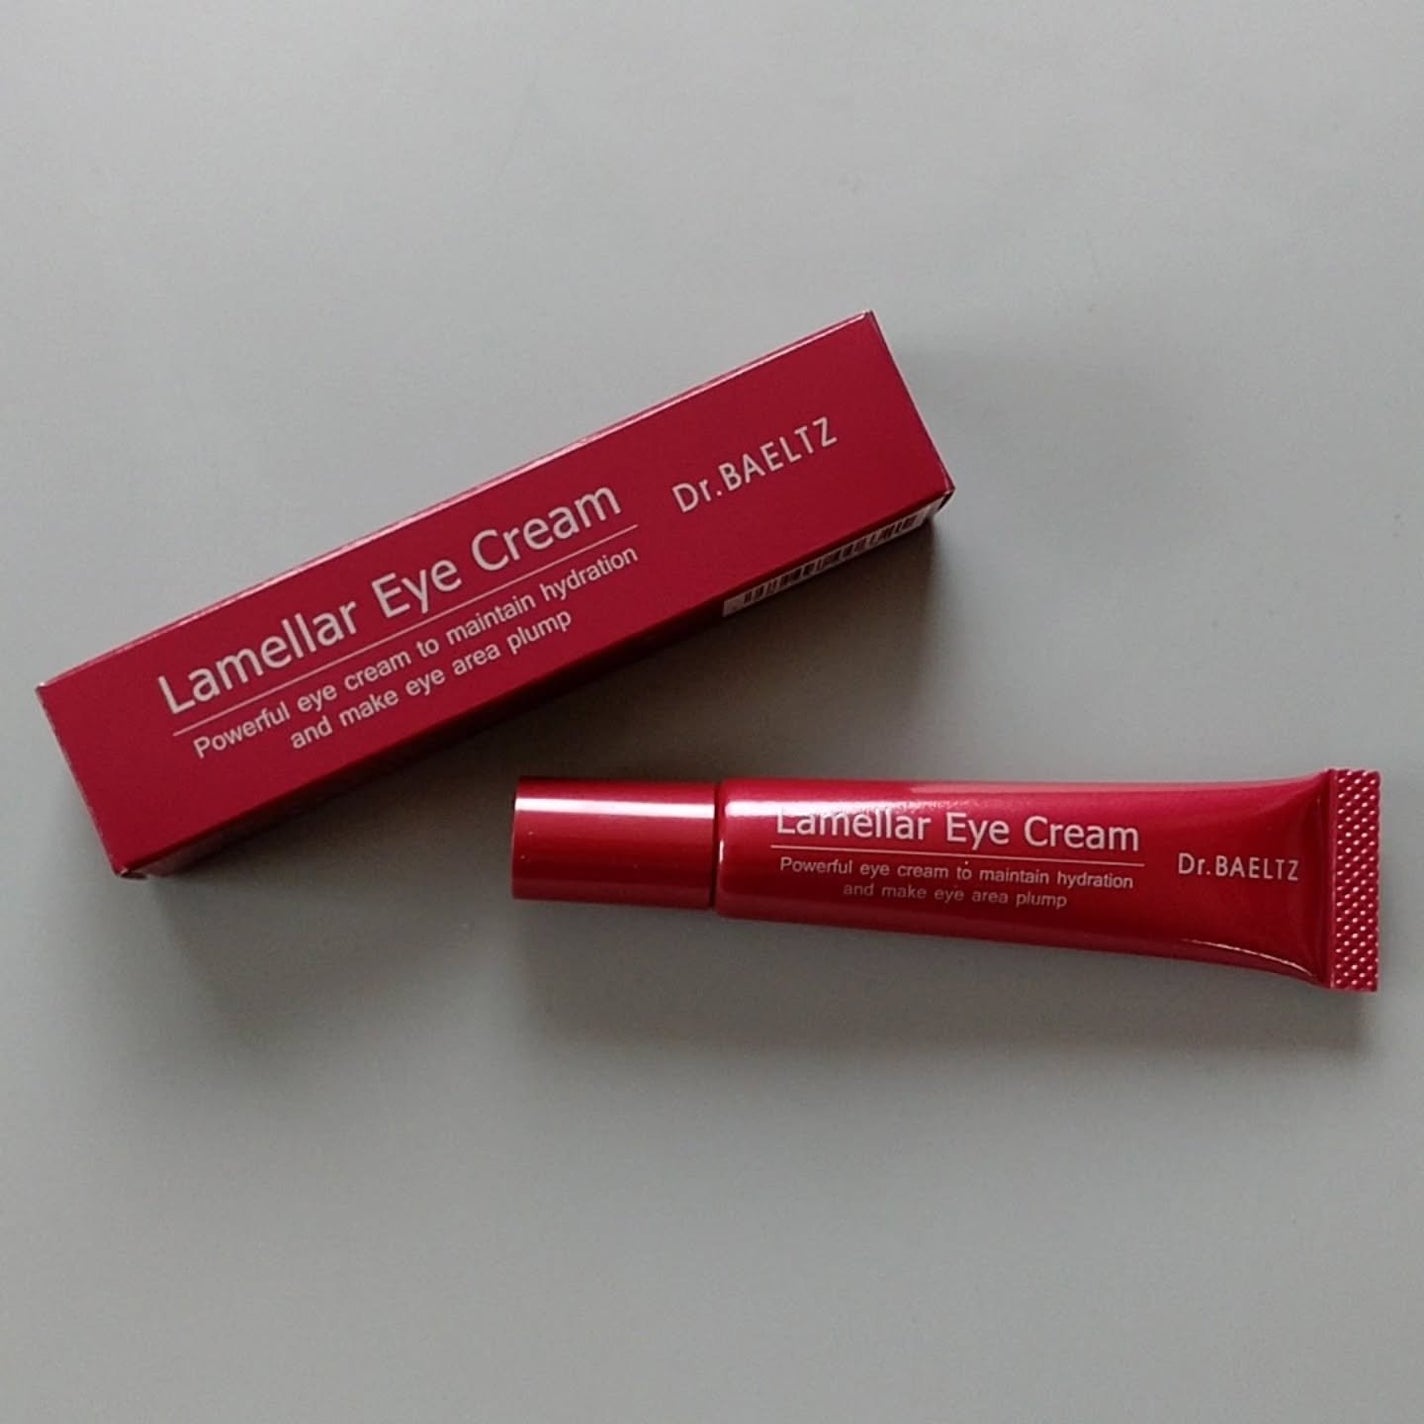 Lamellar Eye Cream
Powerful eye cream to maintain hydration
and make eye area plump
Dr.BAELTZ
Lamellar Eye Cream
Powerful eye cream to maintain hydration
and make eye area plump
Dr.BAELTZ